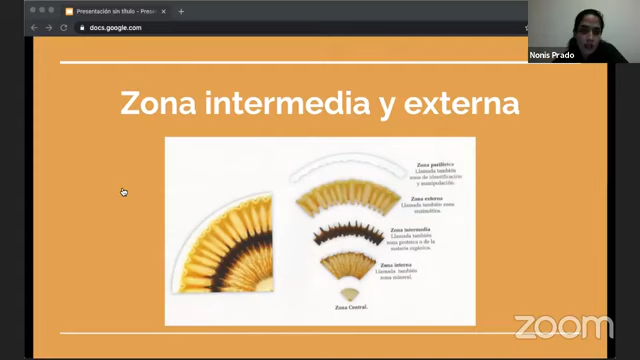 Presentación sin título - Prese
docs.google.com
Nonis Prado
Zona intermedia y externa
Zona periférica
Llamada también
zona de identificación
y manipulación.
Zona externa
Llamada también zona
enzimática.
Zona intermedia
Llamada también
zona proteica o de la
materia orgánica.
Zona interna
Llamada también
zona mineral.
Zona Central.
zoom